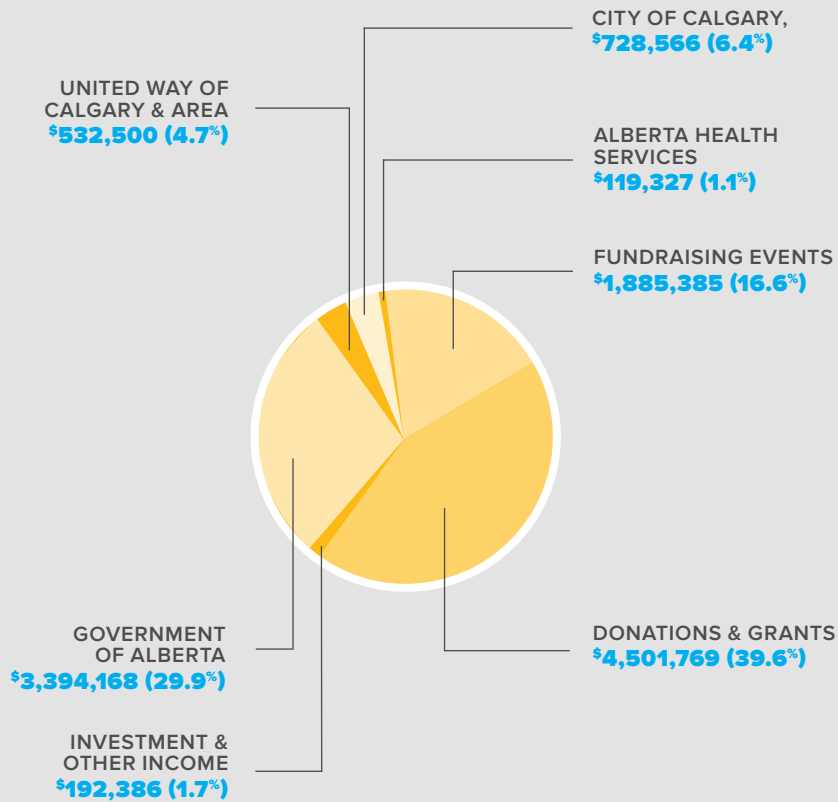 CITY OF CALGARY,
$728,566 (6.4%)
UNITED WAY OF
CALGARY & AREA
$532,500 (4.7%)
ALBERTA HEALTH
SERVICES
$119,327 (1.1%)
FUNDRAISING EVENTS
$1,885,385 (16.6%)
GOVERNMENT
OF ALBERTA
$3,394,168 (29.9%)
DONATIONS & GRANTS
$4,501,769 (39.6%)
INVESTMENT &
OTHER INCOME
$192,386 (1.7%)